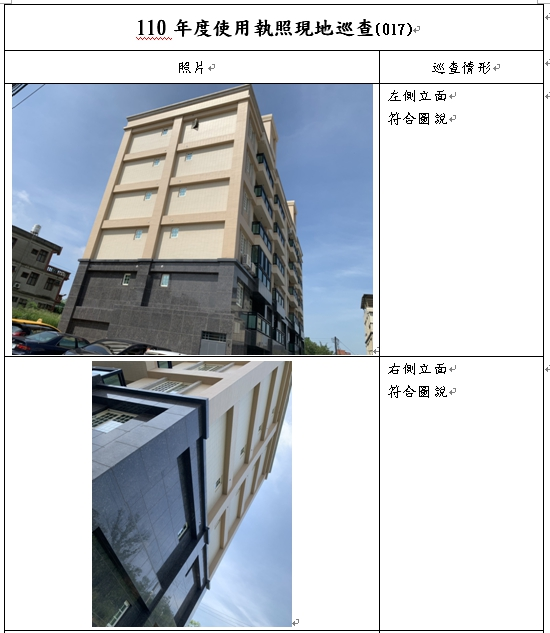 110 年度使用執照現地巡查(017)
照片
巡查情形
左側立面
符合圖說
右側立面
符合圖說